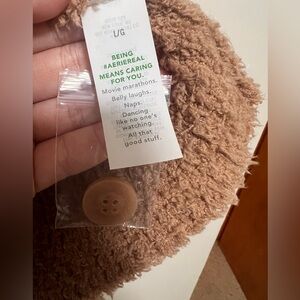 L/G
BEING
#AERIEREAL
MEANS CARING
FOR YOU.
Movie marathons.
Belly laughs.
Naps.
Dancing
like no one's
watching.
All that
good stuff.